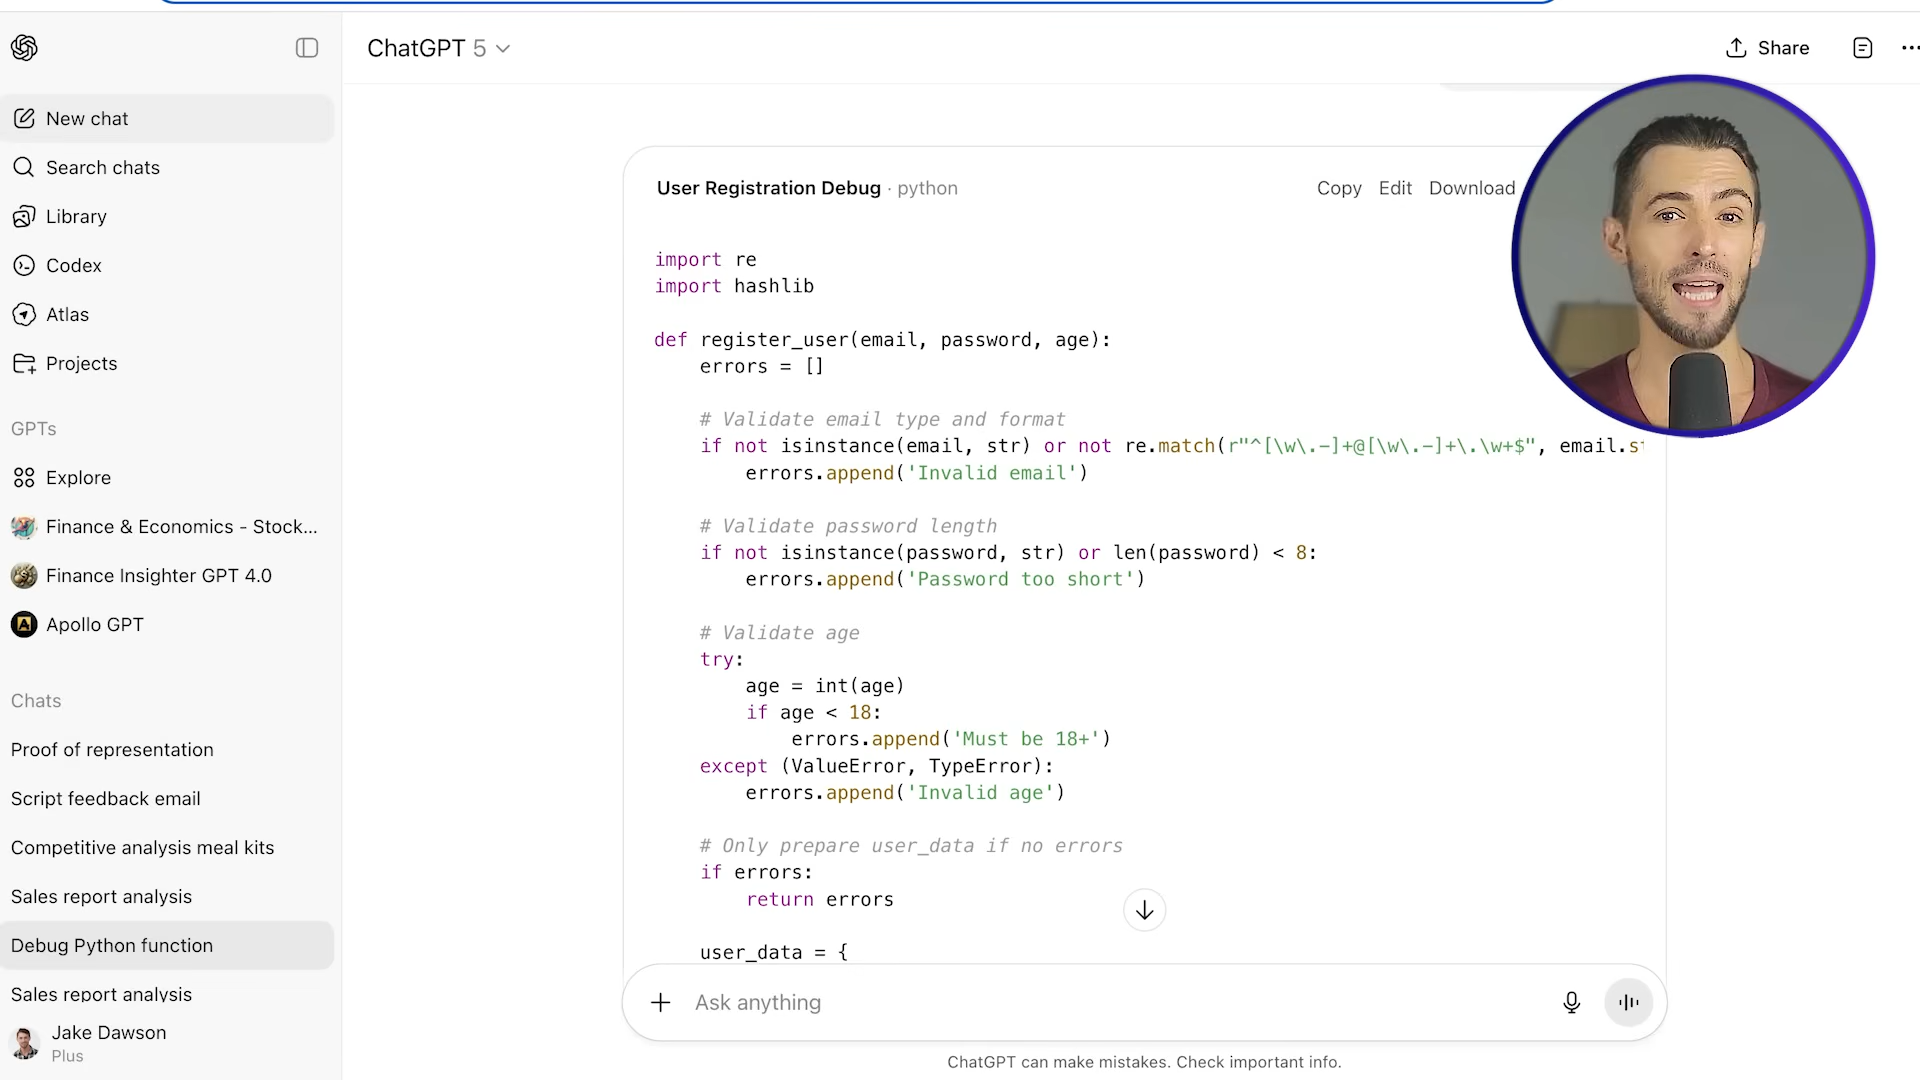 ChatGPT 5
Share
New chat
Search chats
Library
Codex
Atlas
Projects
GPTs
Explore
Finance & Economics - Stock...
Finance Insighter GPT 4.0
Apollo GPT
Chats
Proof of representation
Script feedback email
Competitive analysis meal kits
Sales report analysis
Debug Python function
Sales report analysis
Jake Dawson
Plus
User Registration Debug · python
Copy Edit Download
import re
import hashlib
def register_user(email, password, age):
errors = []
# Validate email type and format
if not isinstance(email, str) or not re.match(r"^[\w\.-]+@[\w\.-]+\.\w+$", email.st
errors.append('Invalid email')
# Validate password length
if not isinstance(password, str) or len(password) < 8:
errors.append('Password too short')
# Validate age
try:
age = int(age)
if age < 18:
errors.append('Must be 18+')
except (ValueError, TypeError):
errors.append('Invalid age')
# Only prepare user_data if no errors
if errors:
return errors
user_data = {
Ask anything
ChatGPT can make mistakes. Check important info.